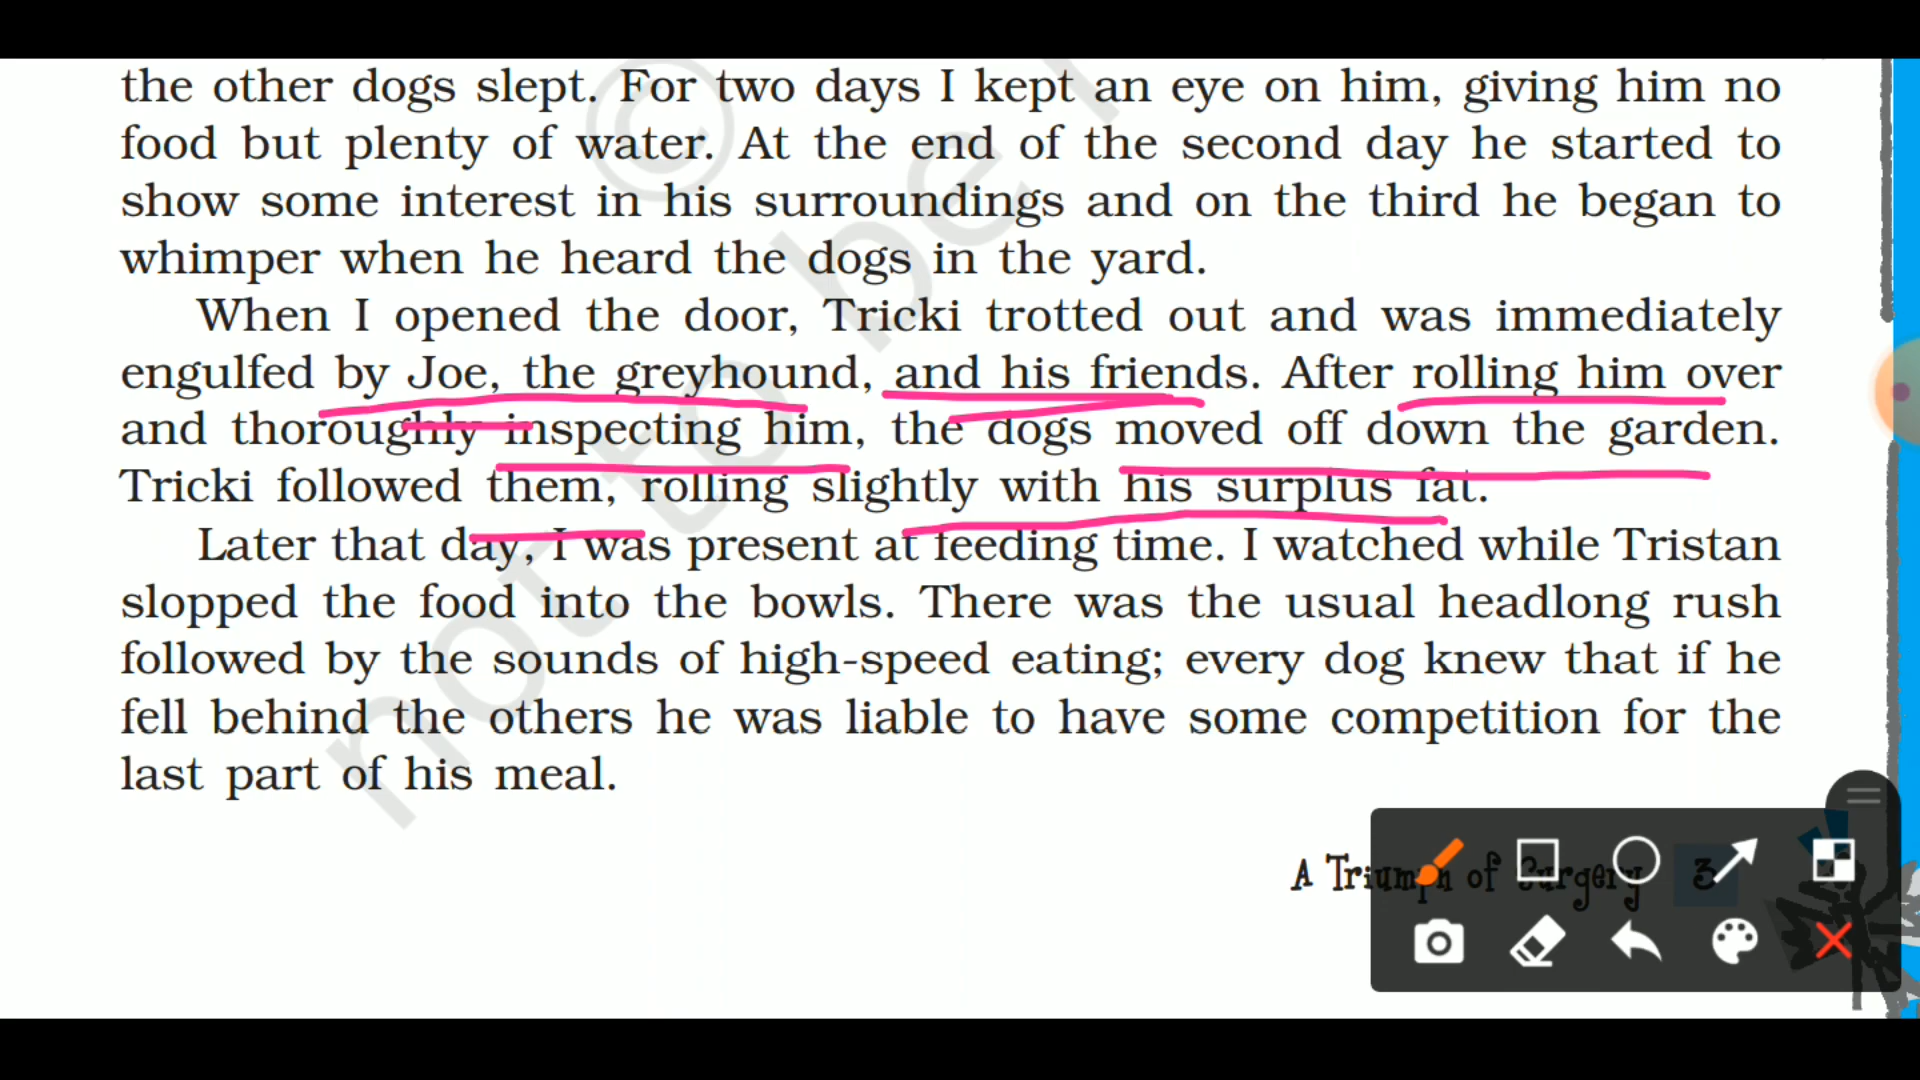 the other dogs slept. For two days I kept an eye on him, giving him no
food but plenty of water. At the end of the second day he started to
show some interest in his surroundings and on the third he began to
whimper when he heard the dogs in the yard.
When I opened the door, Tricki trotted out and was immediately
engulfed by Joe, the greyhound, and his friends. After rolling him over
and thoroughly inspecting him, the dogs moved off down the garden.
Tricki followed them, rolling slightly with his surplus fat.
Later that day, I was present at feeding time. I watched while Tristan
slopped the food into the bowls. There was the usual headlong rush
followed by the sounds of high-speed eating; every dog knew that if he
fell behind the others he was liable to have some competition for the
last part of his meal.
A Triumph of Surgery 3
© not to be r